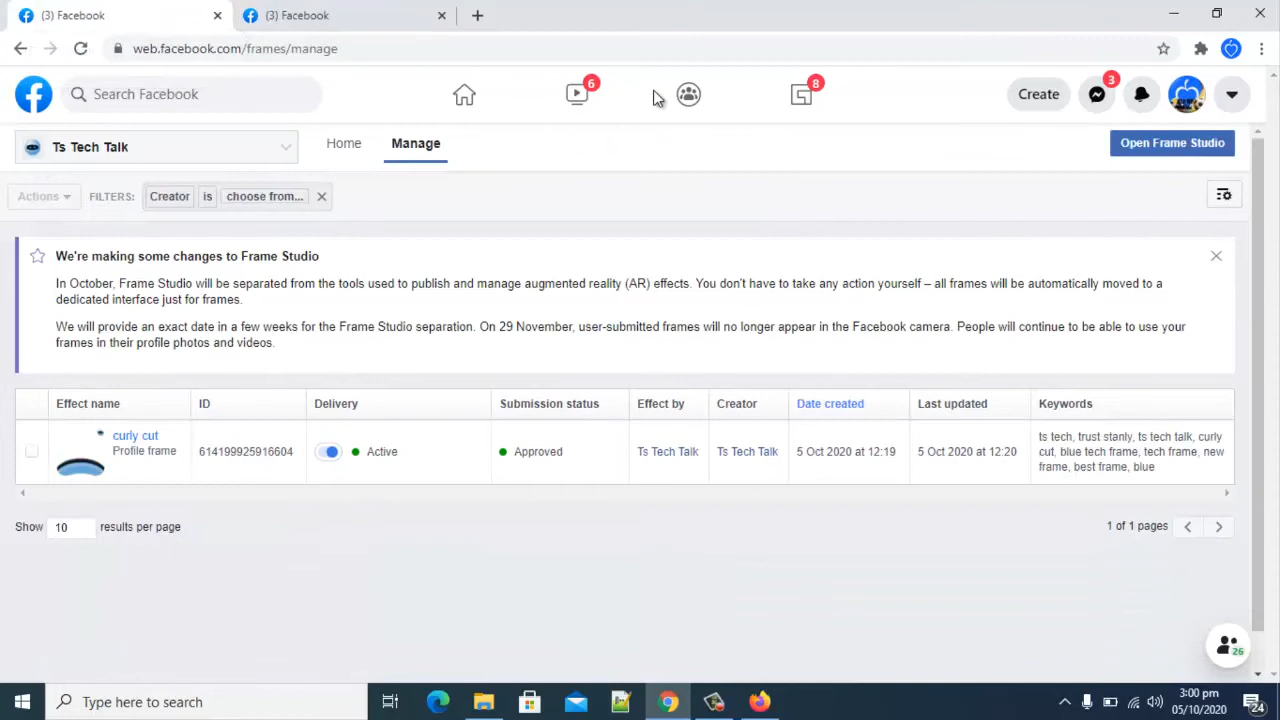 (3) Facebook
(3) Facebook
web.facebook.com/frames/manage
Search Facebook
6
8
Create
3
Ts Tech Talk
Home
Manage
Open Frame Studio
Actions
FILTERS:
Creator is choose from...
We're making some changes to Frame Studio
In October, Frame Studio will be separated from the tools used to publish and manage augmented reality (AR) effects. You don't have to take any action yourself – all frames will be automatically moved to a
dedicated interface just for frames.
We will provide an exact date in a few weeks for the Frame Studio separation. On 29 November, user-submitted frames will no longer appear in the Facebook camera. People will continue to be able to use your
frames in their profile photos and videos.
Effect name ID Delivery Submission status Effect by Creator Date created Last updated Keywords
curly cut
Profile frame
614199925916604
Active
Approved
Ts Tech Talk
Ts Tech Talk
5 Oct 2020 at 12:19
5 Oct 2020 at 12:20
ts tech, trust stanly, ts tech talk, curly
cut, blue tech frame, tech frame, new
frame, best frame, blue
Show 10 results per page
1 of 1 pages
26
Type here to search
3:00 pm
05/10/2020
24